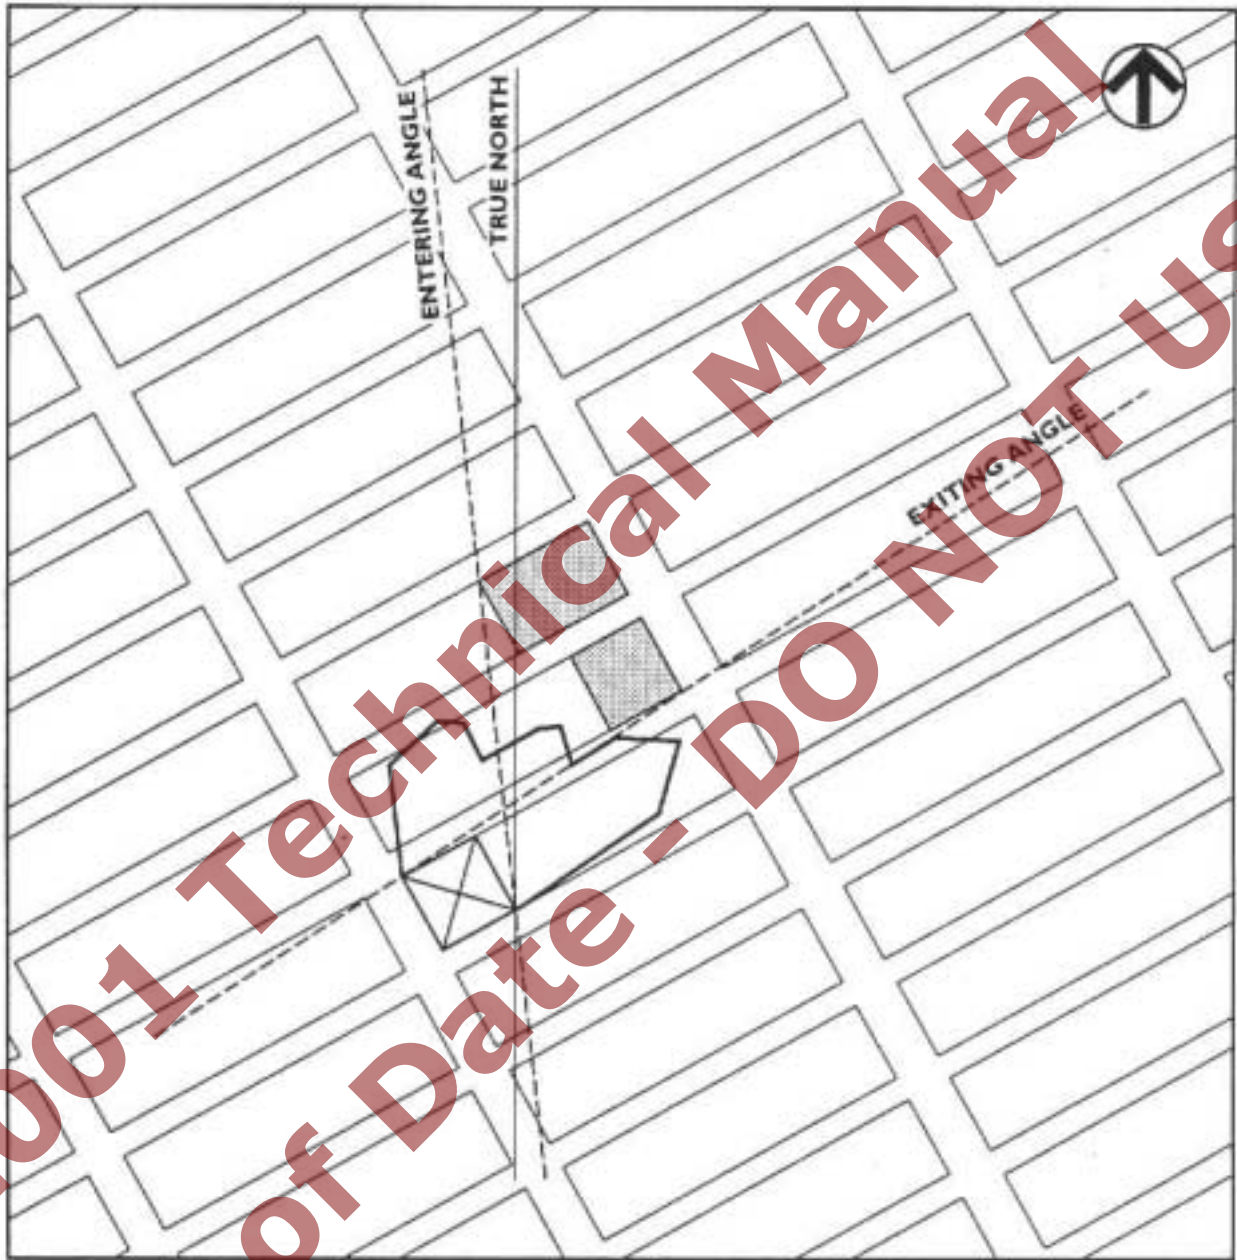 ENTERING ANGLE
TRUE NORTH
EXITING ANGLE
001 Technical Manual
of Date - DO NOT Us